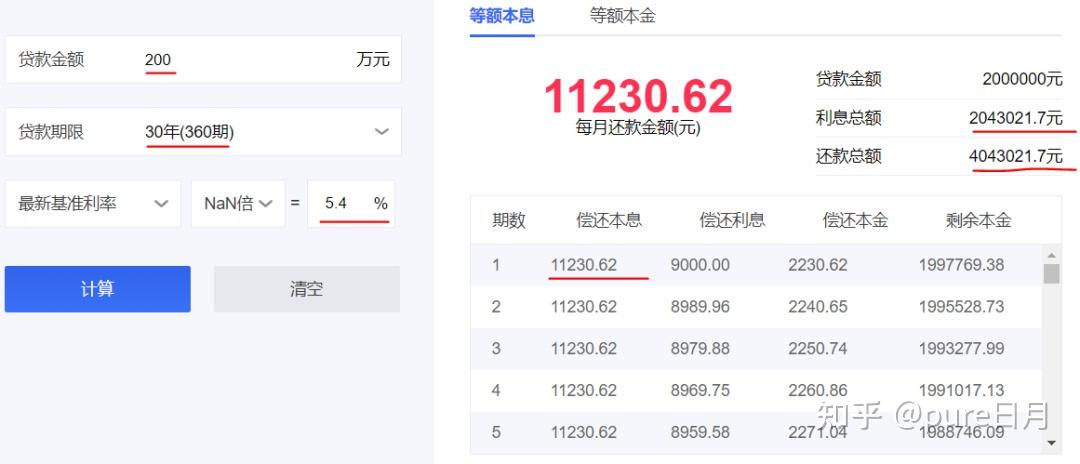 贷款金额 200 万元
贷款期限 30年(360期)
最新基准利率 NaN倍 = 5.4 %
计算 清空
等额本息 等额本金
11230.62
每月还款金额(元)
贷款金额 2000000元
利息总额 2043021.7元
还款总额 4043021.7元
期数 偿还本息 偿还利息 偿还本金 剩余本金
1 11230.62 9000.00 2230.62 1997769.38
2 11230.62 8989.96 2240.65 1995528.73
3 11230.62 8979.88 2250.74 1993277.99
4 11230.62 8969.75 2260.86 1991017.13
5 11230.62 8959.58 2271.04 1988746.09
知乎 @pure日月